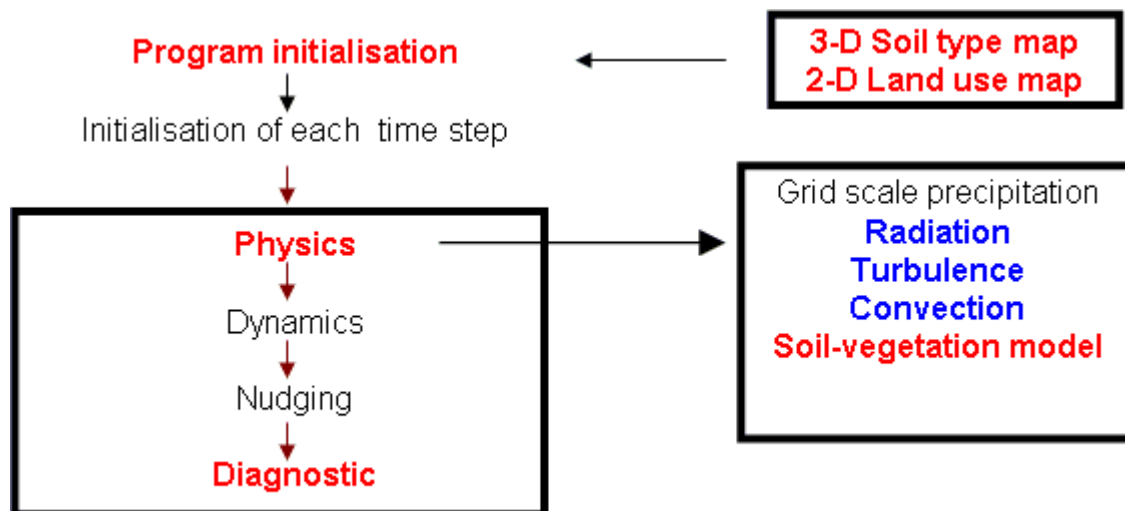 Program initialisation
Initialisation of each time step
Physics
Dynamics
Nudging
Diagnostic
3-D Soil type map
2-D Land use map
Grid scale precipitation
Radiation
Turbulence
Convection
Soil-vegetation model